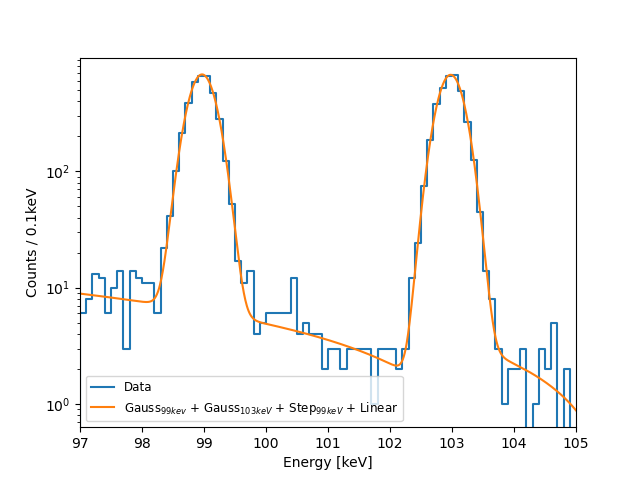 Counts / 0.1keV
10²
10¹
10⁰
Data
Gauss₉₉ₖₑᵥ + Gauss₁₀₃ₖₑV + Step₉₉ₖₑV + Linear
97 98 99 100 101 102 103 104 105
Energy [keV]